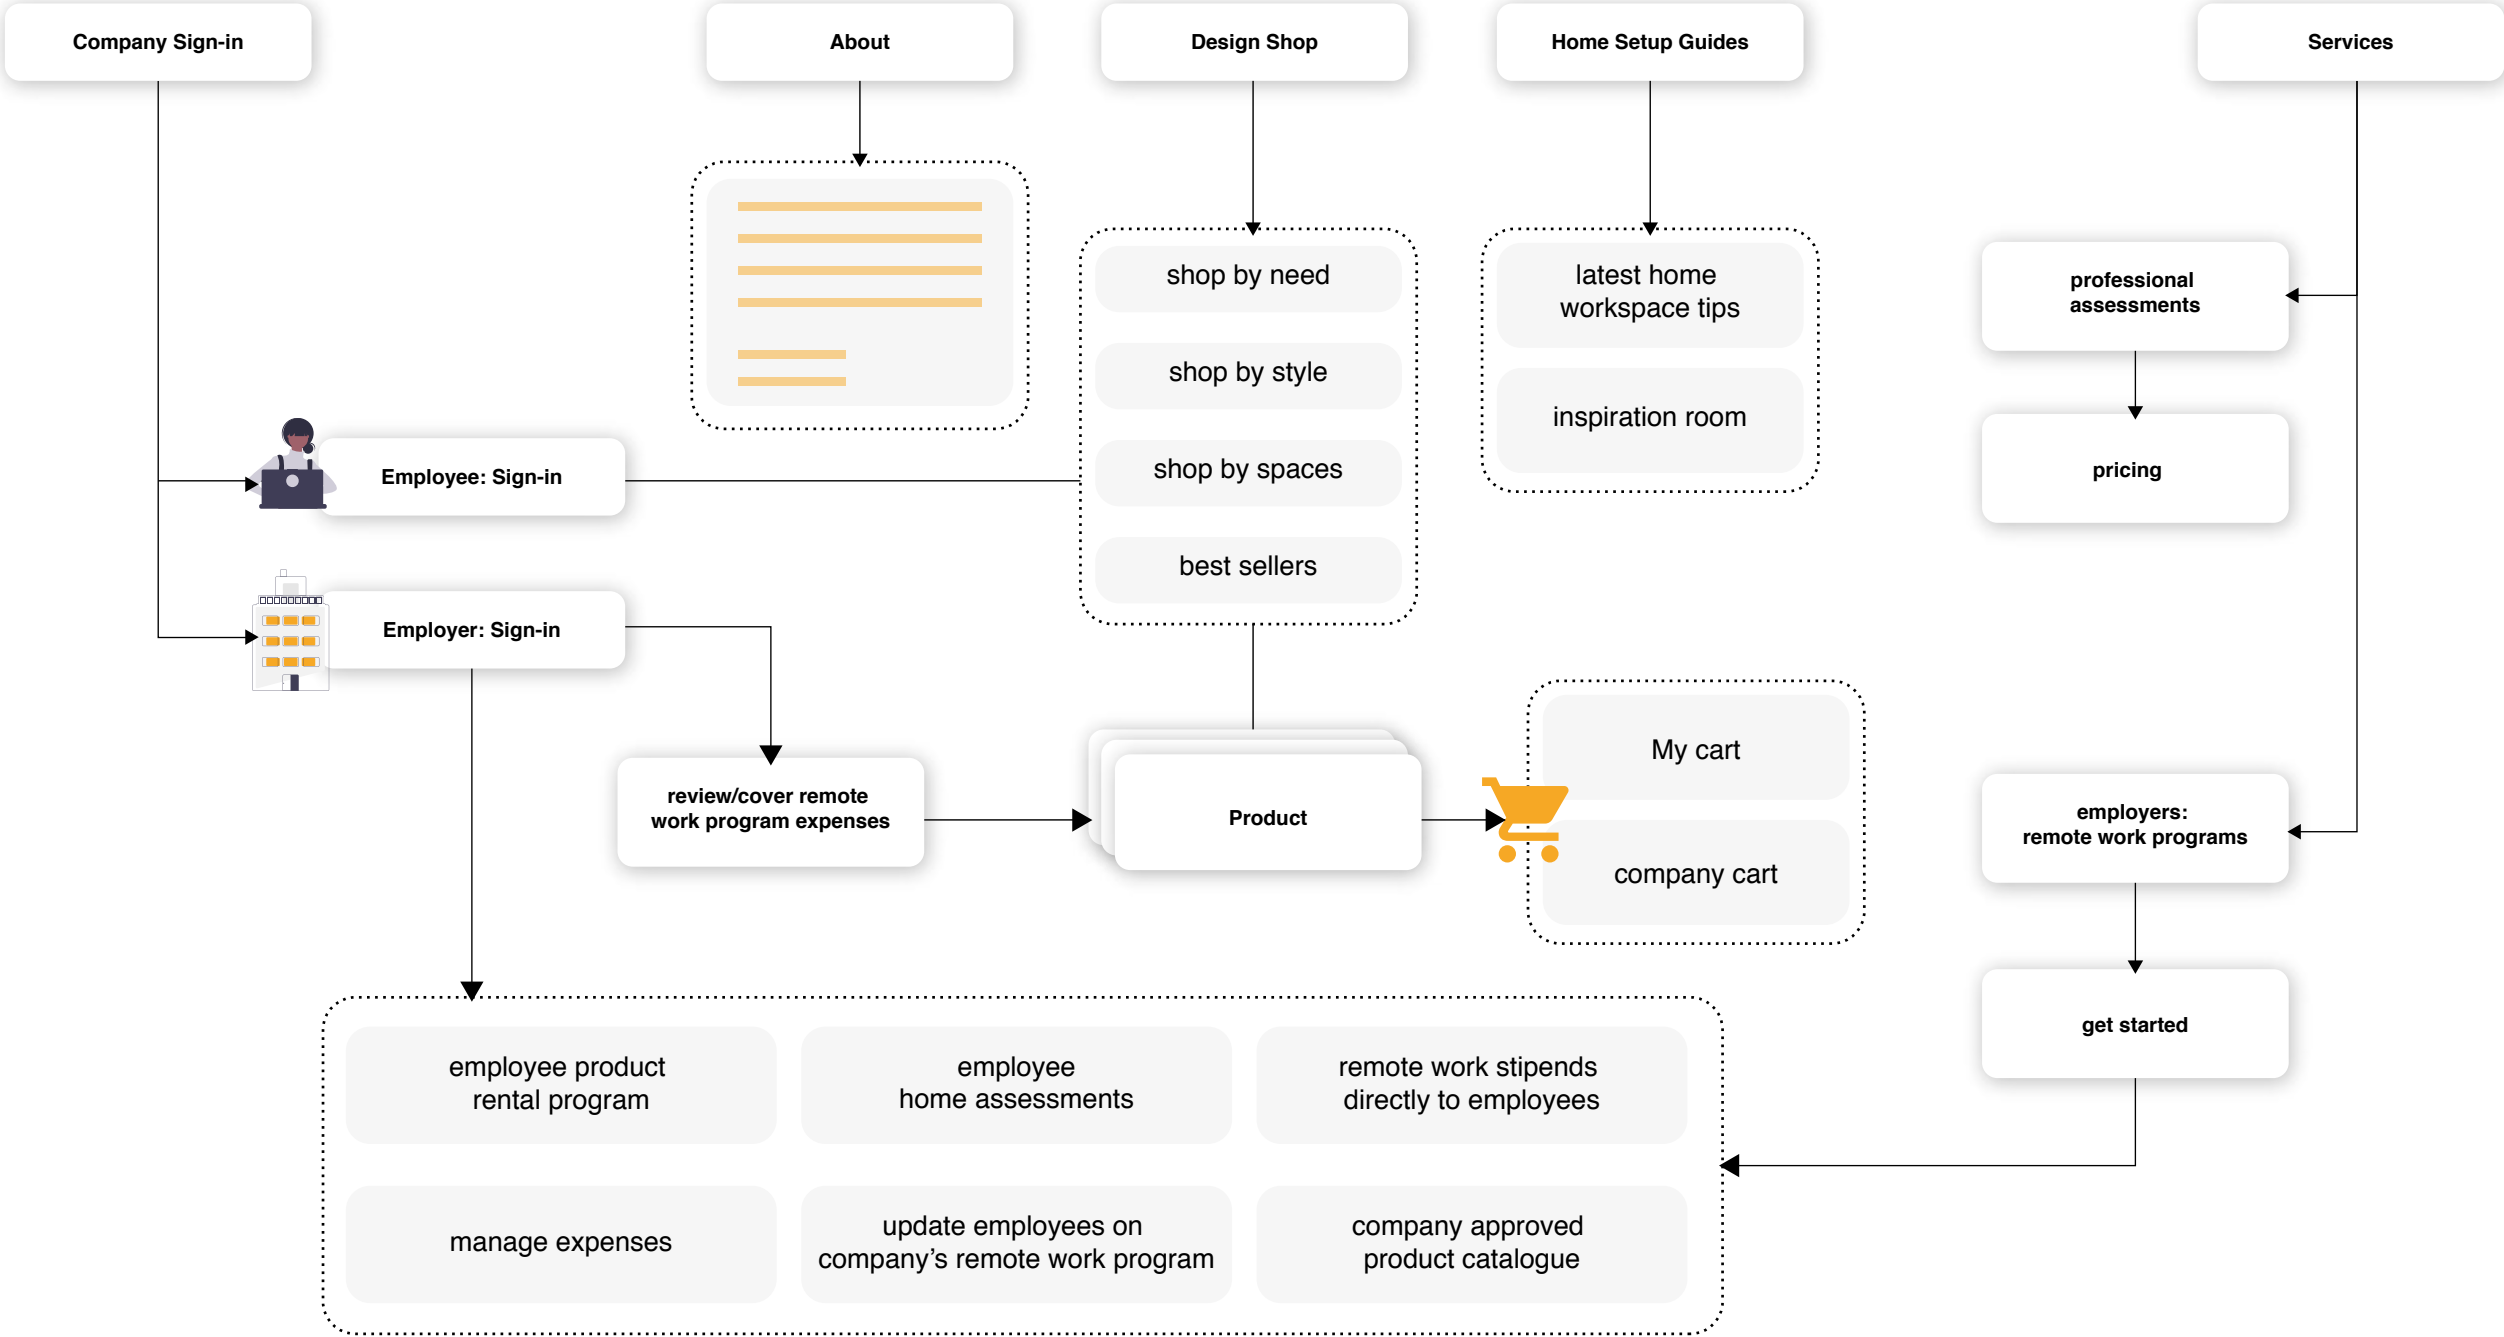 Company Sign-in
About
Design Shop
Home Setup Guides
Services
shop by need
shop by style
shop by spaces
best sellers
latest home
workspace tips
inspiration room
professional
assessments
pricing
Employee: Sign-in
Employer: Sign-in
review/cover remote
work program expenses
Product
My cart
company cart
employers:
remote work programs
get started
employee product
rental program
employee
home assessments
remote work stipends
directly to employees
manage expenses
update employees on
company’s remote work program
company approved
product catalogue